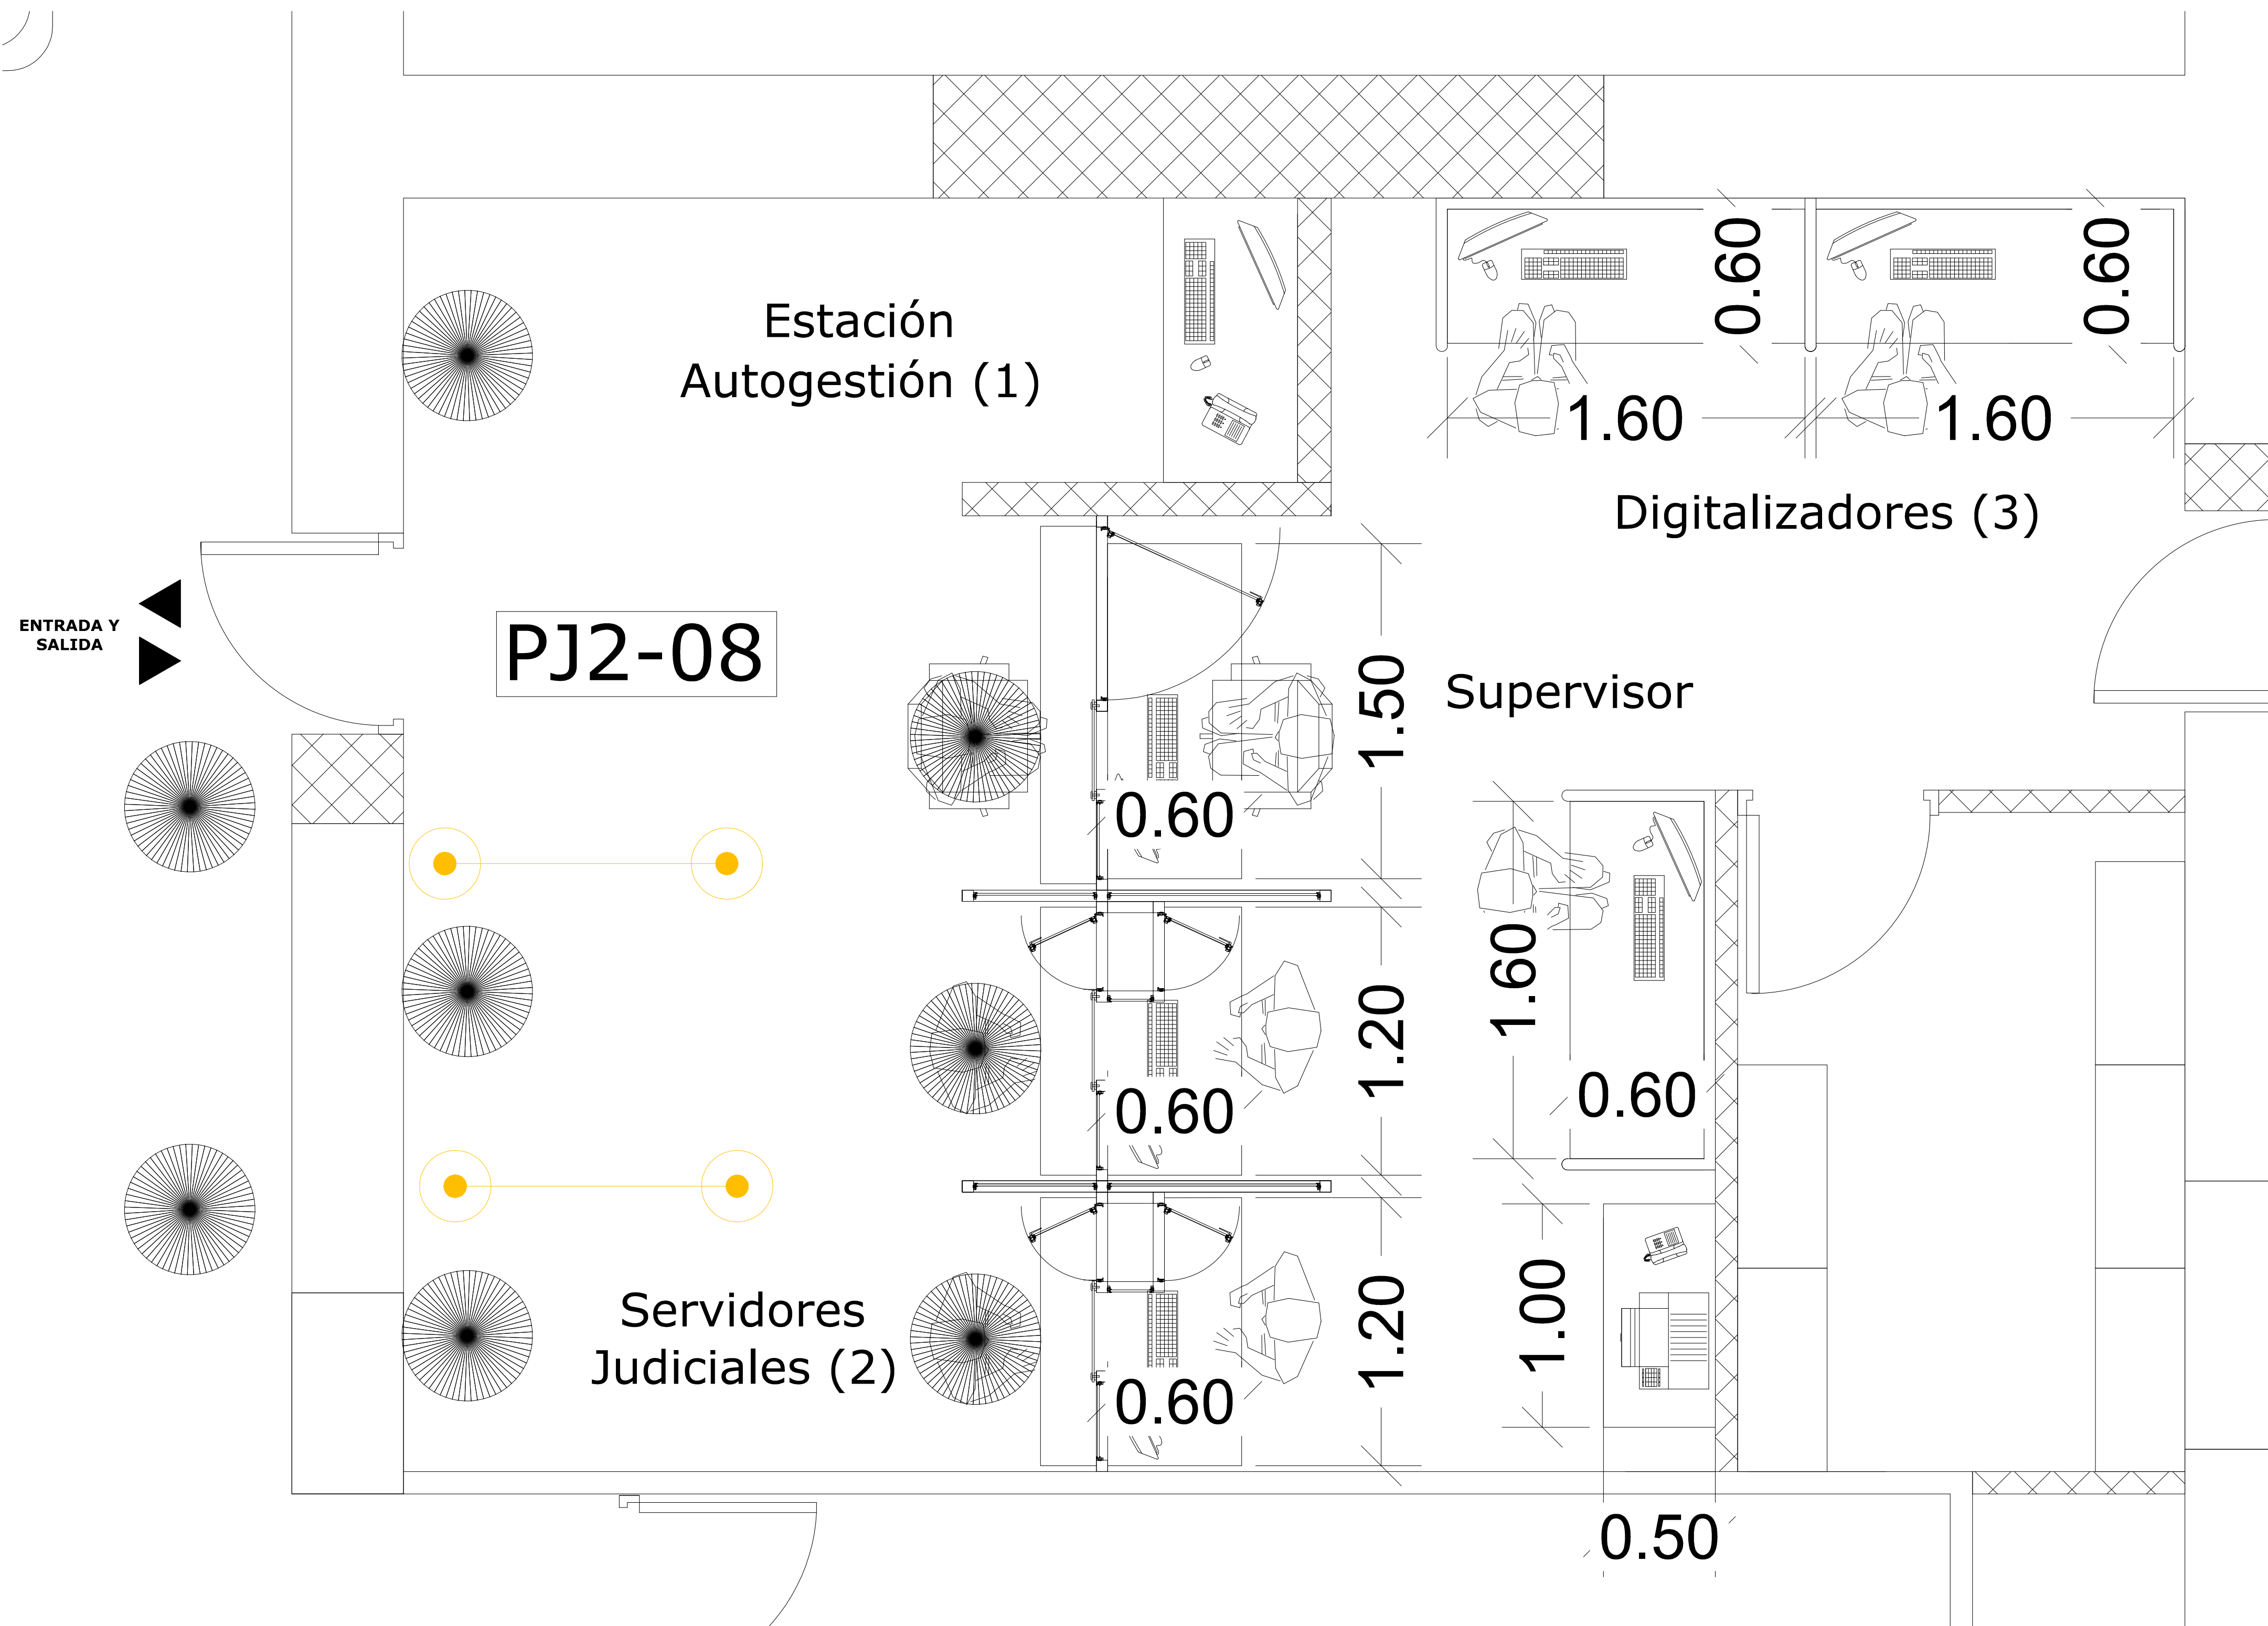 0.60
0.60
Estación
Autogestión (1)
1.60
1.60
Digitalizadores (3)
ENTRADA Y
SALIDA
PJ2-08
1.50
Supervisor
0.60
1.60
1.20
0.60
0.60
Servidores
Judiciales (2)
1.20
1.00
0.60
0.50